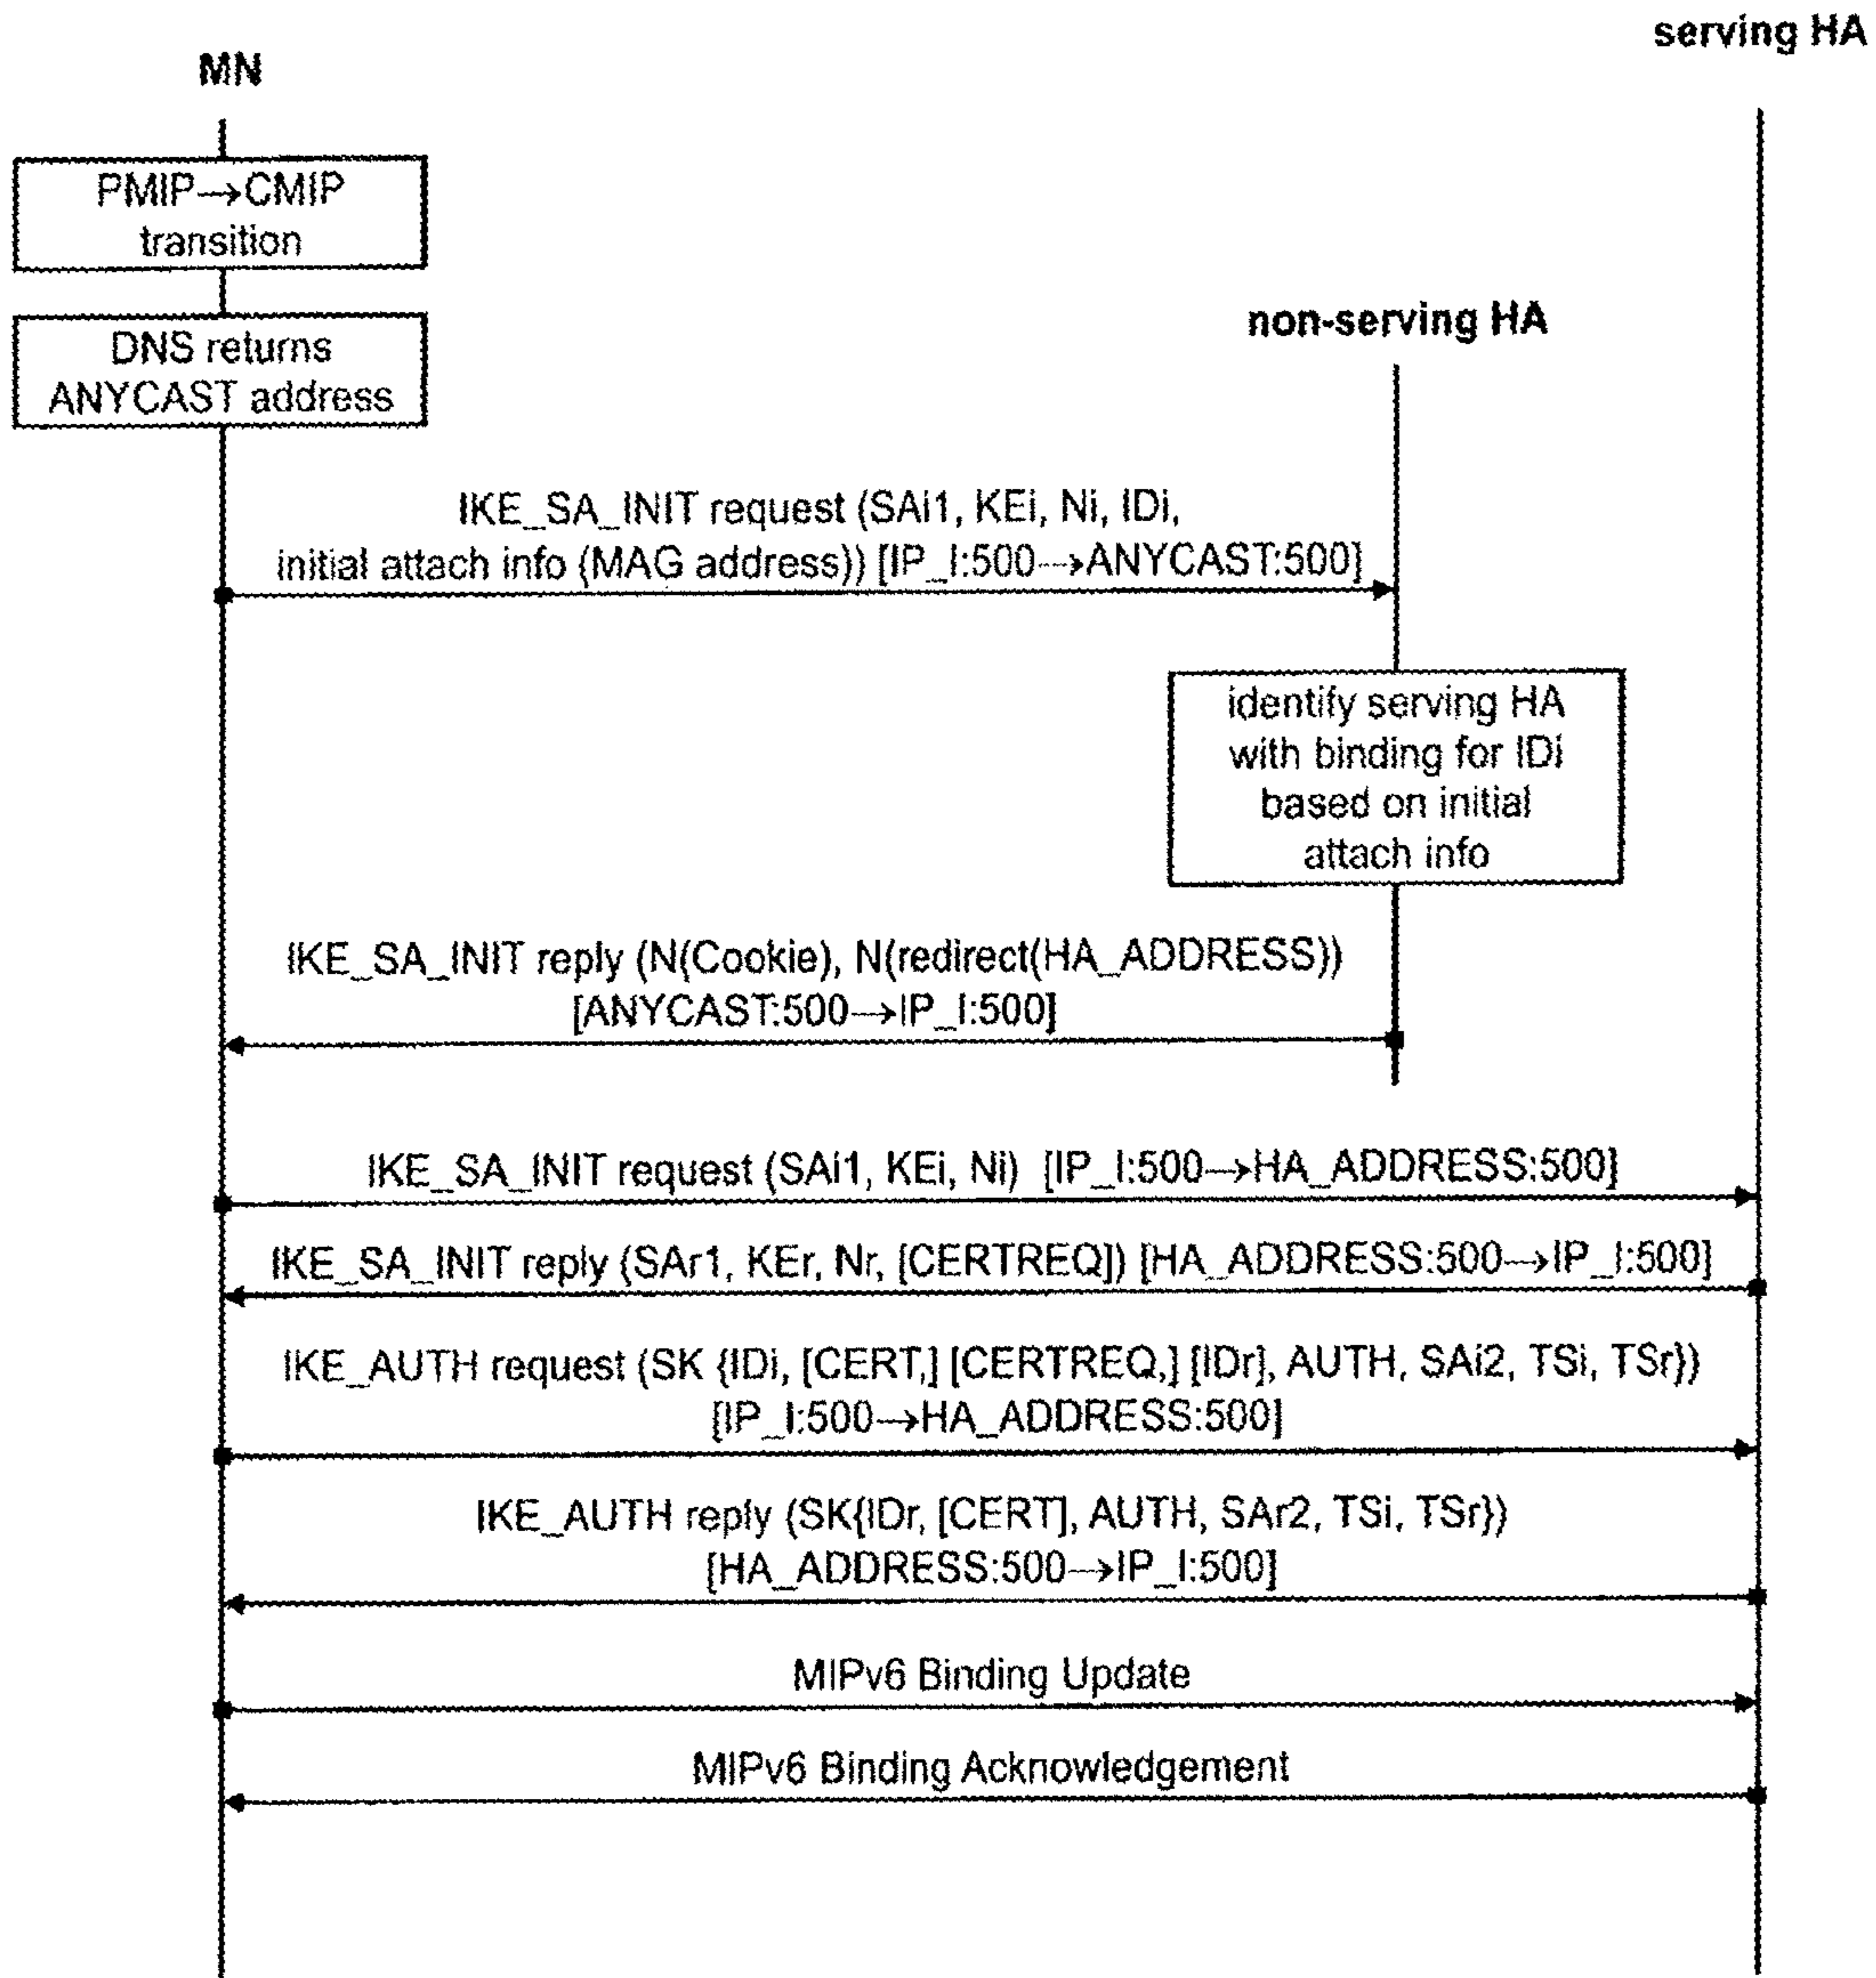 serving HA
MN
PMIP→CMIP
transition
DNS returns
ANYCAST address
non-serving HA
IKE_SA_INIT request (SAi1, KEi, Ni, IDi,
initial attach info (MAG address)) [IP_I:500→ANYCAST:500]
identify serving HA
with binding for IDi
based on initial
attach info
IKE_SA_INIT reply (N(Cookie), N(redirect(HA_ADDRESS))
[ANYCAST:500→IP_I:500]
IKE_SA_INIT request (SAi1, KEi, Ni) [IP_I:500→HA_ADDRESS:500]
IKE_SA_INIT reply (SAr1, KEr, Nr, [CERTREQ]) [HA_ADDRESS:500→IP_I:500]
IKE_AUTH request (SK {IDi, [CERT,] [CERTREQ,] [IDr], AUTH, SAi2, TSi, TSr})
[IP_I:500→HA_ADDRESS:500]
IKE_AUTH reply (SK{IDr, [CERT], AUTH, SAr2, TSi, TSr})
[HA_ADDRESS:500→IP_I:500]
MIPv6 Binding Update
MIPv6 Binding Acknowledgement